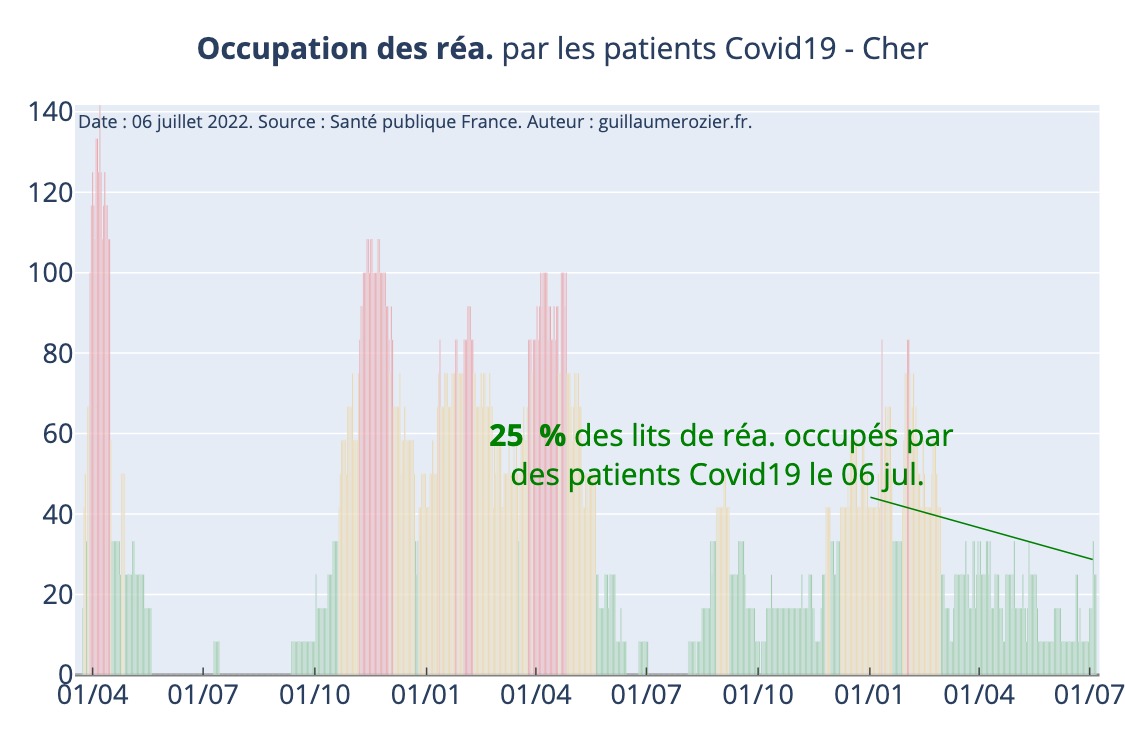 Occupation des réa. par les patients Covid19 - Cher
140
Date : 06 juillet 2022. Source : Santé publique France. Auteur : guillaumerozier.fr.
120
100
80
60
25 % des lits de réa. occupés par
des patients Covid19 le 06 jul.
40
20
0
01/04 01/07 01/10 01/01 01/04 01/07 01/10 01/01 01/04 01/07